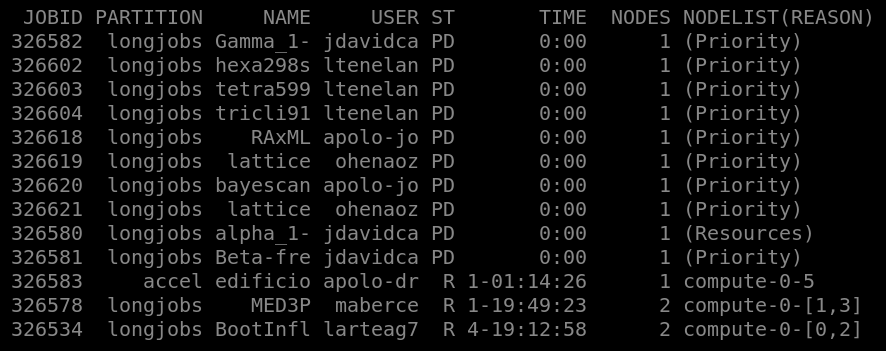 JOBID PARTITION     NAME     USER ST       TIME  NODES NODELIST(REASON)
326582  longjobs Gamma_1- jdavidca PD       0:00      1 (Priority)
326602  longjobs hexa298s ltenelan PD       0:00      1 (Priority)
326603  longjobs tetra599 ltenelan PD       0:00      1 (Priority)
326604  longjobs tricli91 ltenelan PD       0:00      1 (Priority)
326618  longjobs    RAxML apolo-jo PD       0:00      1 (Priority)
326619  longjobs  lattice  ohenaoz PD       0:00      1 (Priority)
326620  longjobs bayescan apolo-jo PD       0:00      1 (Priority)
326621  longjobs  lattice  ohenaoz PD       0:00      1 (Priority)
326580  longjobs alpha_1- jdavidca PD       0:00      1 (Resources)
326581  longjobs Beta-fre jdavidca PD       0:00      1 (Priority)
326583     accel edificio apolo-dr  R 1-01:14:26      1 compute-0-5
326578  longjobs    MED3P  maberce  R 1-19:49:23      2 compute-0-[1,3]
326534  longjobs BootInfl larteag7  R 4-19:12:58      2 compute-0-[0,2]